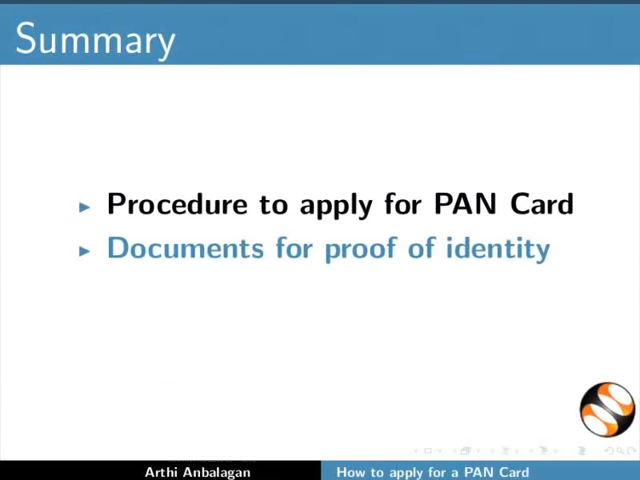 Summary
Procedure to apply for PAN Card
Documents for proof of identity
Arthi Anbalagan How to apply for a PAN Card